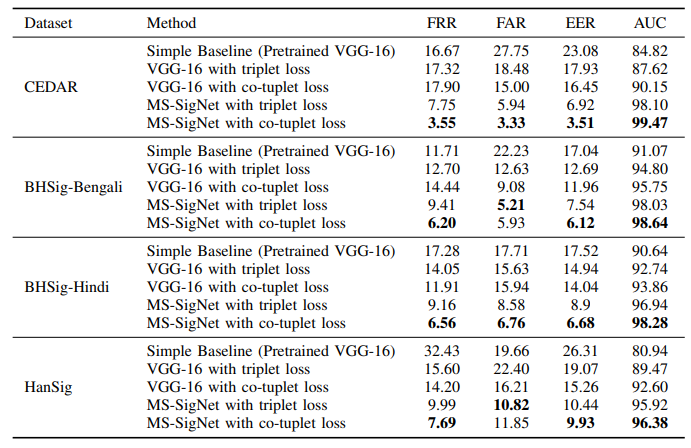 Dataset Method FRR FAR EER AUC
Simple Baseline (Pretrained VGG-16) 16.67 27.75 23.08 84.82
VGG-16 with triplet loss 17.32 18.48 17.93 87.62
CEDAR VGG-16 with co-tuplet loss 17.90 15.00 16.45 90.15
MS-SigNet with triplet loss 7.75 5.94 6.92 98.10
MS-SigNet with co-tuplet loss 3.55 3.33 3.51 99.47
Simple Baseline (Pretrained VGG-16) 11.71 22.23 17.04 91.07
VGG-16 with triplet loss 12.70 12.63 12.69 94.80
BHSig-Bengali VGG-16 with co-tuplet loss 14.44 9.08 11.96 95.75
MS-SigNet with triplet loss 9.41 5.21 7.54 98.03
MS-SigNet with co-tuplet loss 6.20 5.93 6.12 98.64
Simple Baseline (Pretrained VGG-16) 17.28 17.71 17.52 90.64
VGG-16 with triplet loss 14.05 15.63 14.94 92.74
BHSig-Hindi VGG-16 with co-tuplet loss 11.91 15.94 14.04 93.86
MS-SigNet with triplet loss 9.16 8.58 8.9 96.94
MS-SigNet with co-tuplet loss 6.56 6.76 6.68 98.28
Simple Baseline (Pretrained VGG-16) 32.43 19.66 26.31 80.94
VGG-16 with triplet loss 15.60 22.40 19.07 89.47
HanSig VGG-16 with co-tuplet loss 14.20 16.21 15.26 92.60
MS-SigNet with triplet loss 9.99 10.82 10.44 95.92
MS-SigNet with co-tuplet loss 7.69 11.85 9.93 96.38